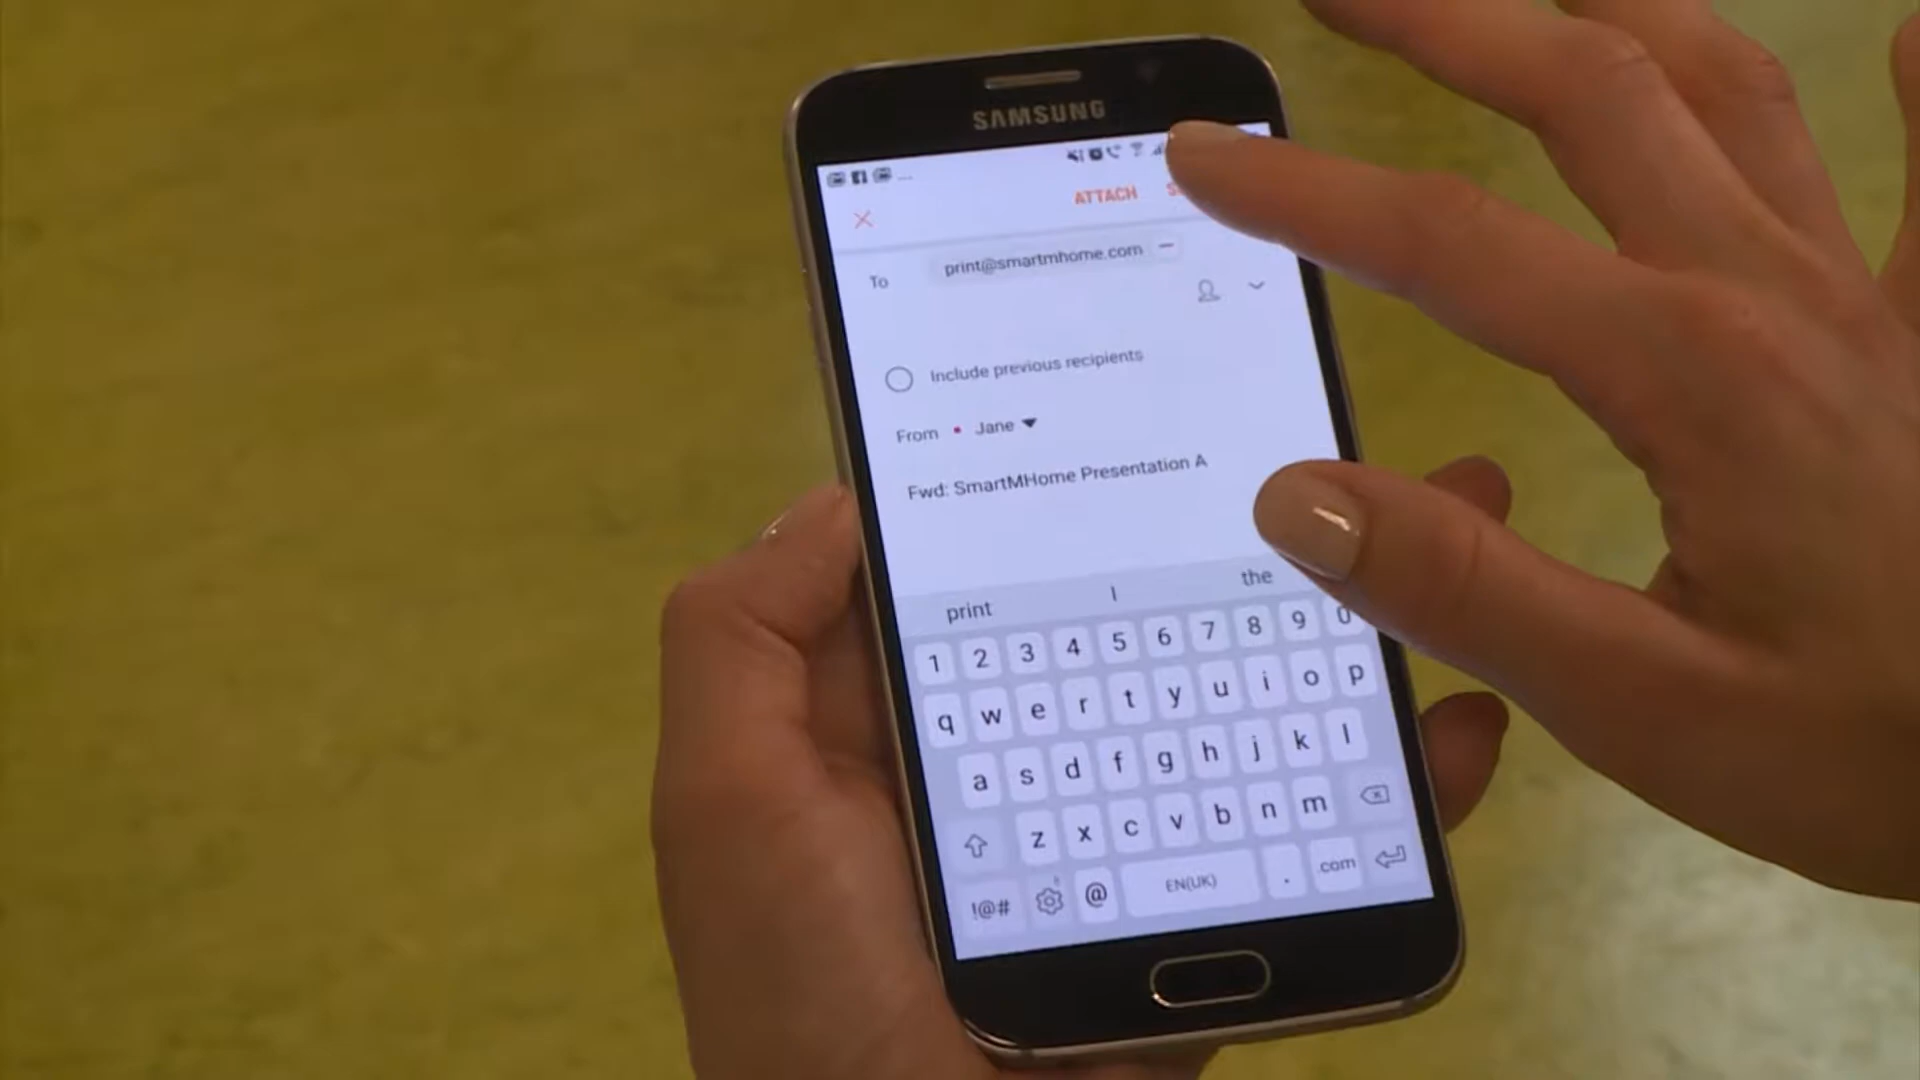 SAMSUNG
ATTACH
To print@smartmhome.com
Include previous recipients
From • Jane
Fwd: SmartMHome Presentation A
print I the
1 2 3 4 5 6 7 8 9 0
q w e r t y u i o p
a s d f g h j k l
z x c v b n m
!@# @ EN(UK) . .com